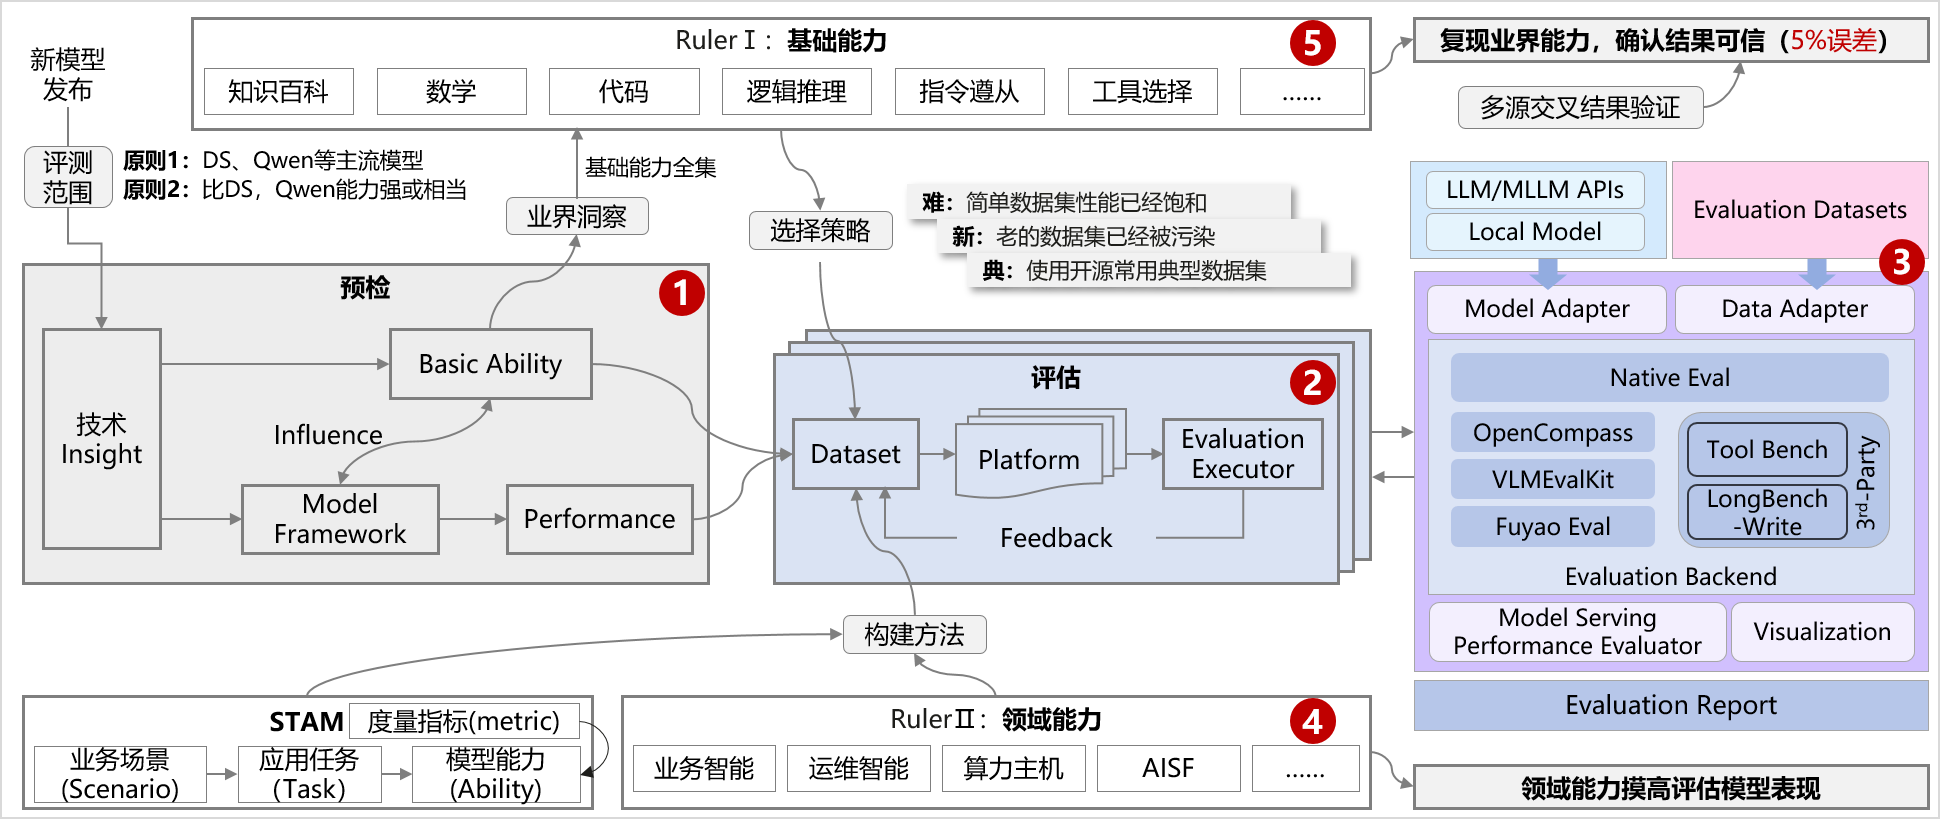 新模型
发布
评测
范围
原则1：DS、Qwen等主流模型
原则2：比DS，Qwen能力强或相当
Ruler Ⅰ：基础能力
5
知识百科
数学
代码
逻辑推理
指令遵从
工具选择
......
复现业界能力，确认结果可信（5%误差）
多源交叉结果验证
基础能力全集
业界洞察
选择策略
难：简单数据集性能已经饱和
新：老的数据集已经被污染
典：使用开源常用典型数据集
预检
1
技术
Insight
Basic Ability
Influence
Model
Framework
Performance
评估
2
Dataset
Platform
Evaluation
Executor
Feedback
LLM/MLLM APIs
Local Model
Evaluation Datasets
3
Model Adapter
Data Adapter
Native Eval
OpenCompass
VLMEvalKit
Fuyao Eval
Tool Bench
LongBench
-Write
3rd-Party
Evaluation Backend
Model Serving
Performance Evaluator
Visualization
Evaluation Report
构建方法
STAM
度量指标(metric)
业务场景
(Scenario)
应用任务
(Task)
模型能力
(Ability)
Ruler Ⅱ：领域能力
4
业务智能
运维智能
算力主机
AISF
......
领域能力摸高评估模型表现